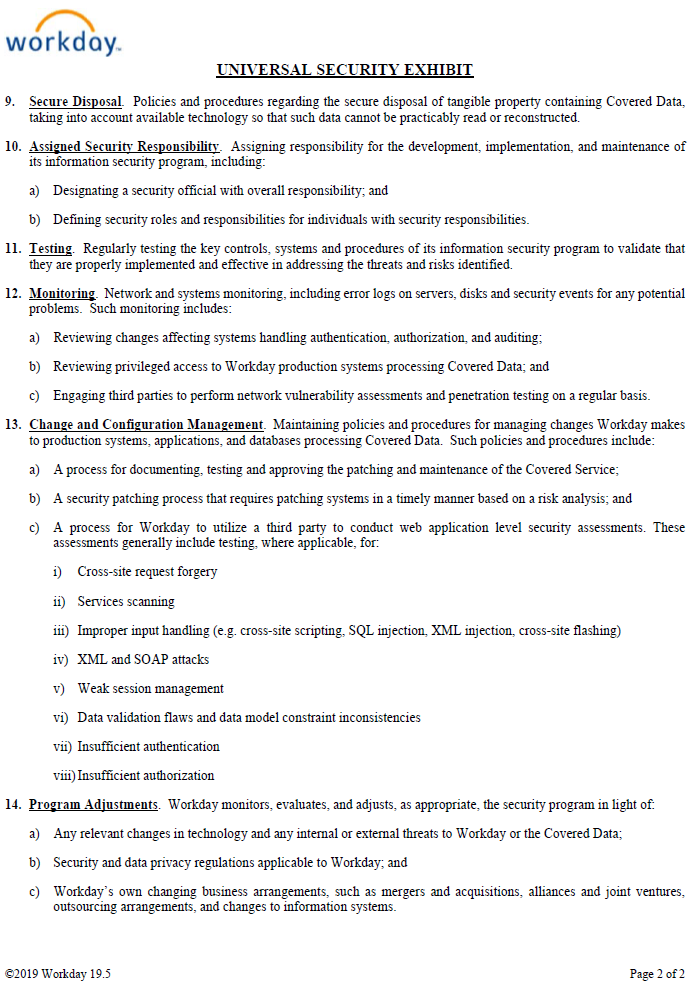 workday.
UNIVERSAL SECURITY EXHIBIT
9. Secure Disposal. Policies and procedures regarding the secure disposal of tangible property containing Covered Data,
taking into account available technology so that such data cannot be practicably read or reconstructed.
10. Assigned Security Responsibility. Assigning responsibility for the development, implementation, and maintenance of
its information security program, including:
a) Designating a security official with overall responsibility; and
b) Defining security roles and responsibilities for individuals with security responsibilities.
11. Testing. Regularly testing the key controls, systems and procedures of its information security program to validate that
they are properly implemented and effective in addressing the threats and risks identified.
12. Monitoring. Network and systems monitoring, including error logs on servers, disks and security events for any potential
problems. Such monitoring includes:
a) Reviewing changes affecting systems handling authentication, authorization, and auditing;
b) Reviewing privileged access to Workday production systems processing Covered Data; and
c) Engaging third parties to perform network vulnerability assessments and penetration testing on a regular basis.
13. Change and Configuration Management. Maintaining policies and procedures for managing changes Workday makes
to production systems, applications, and databases processing Covered Data. Such policies and procedures include:
a) A process for documenting, testing and approving the patching and maintenance of the Covered Service;
b) A security patching process that requires patching systems in a timely manner based on a risk analysis; and
c) A process for Workday to utilize a third party to conduct web application level security assessments. These
assessments generally include testing, where applicable, for:
i) Cross-site request forgery
ii) Services scanning
iii) Improper input handling (e.g. cross-site scripting, SQL injection, XML injection, cross-site flashing)
iv) XML and SOAP attacks
v) Weak session management
vi) Data validation flaws and data model constraint inconsistencies
vii) Insufficient authentication
viii) Insufficient authorization
14. Program Adjustments. Workday monitors, evaluates, and adjusts, as appropriate, the security program in light of:
a) Any relevant changes in technology and any internal or external threats to Workday or the Covered Data;
b) Security and data privacy regulations applicable to Workday; and
c) Workday's own changing business arrangements, such as mergers and acquisitions, alliances and joint ventures,
outsourcing arrangements, and changes to information systems.
©2019 Workday 19.5 Page 2 of 2